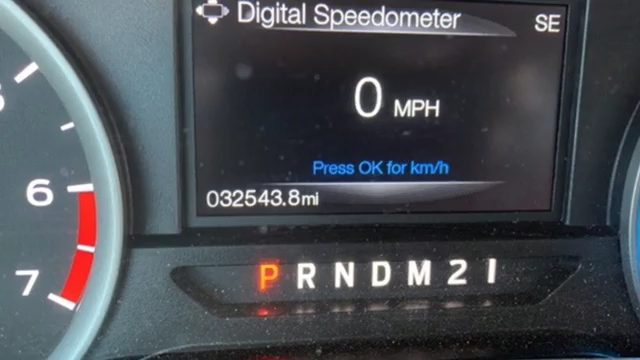 Digital Speedometer
SE
0 MPH
Press OK for km/h
032543.8mi
6
7
P R N D M 2 1